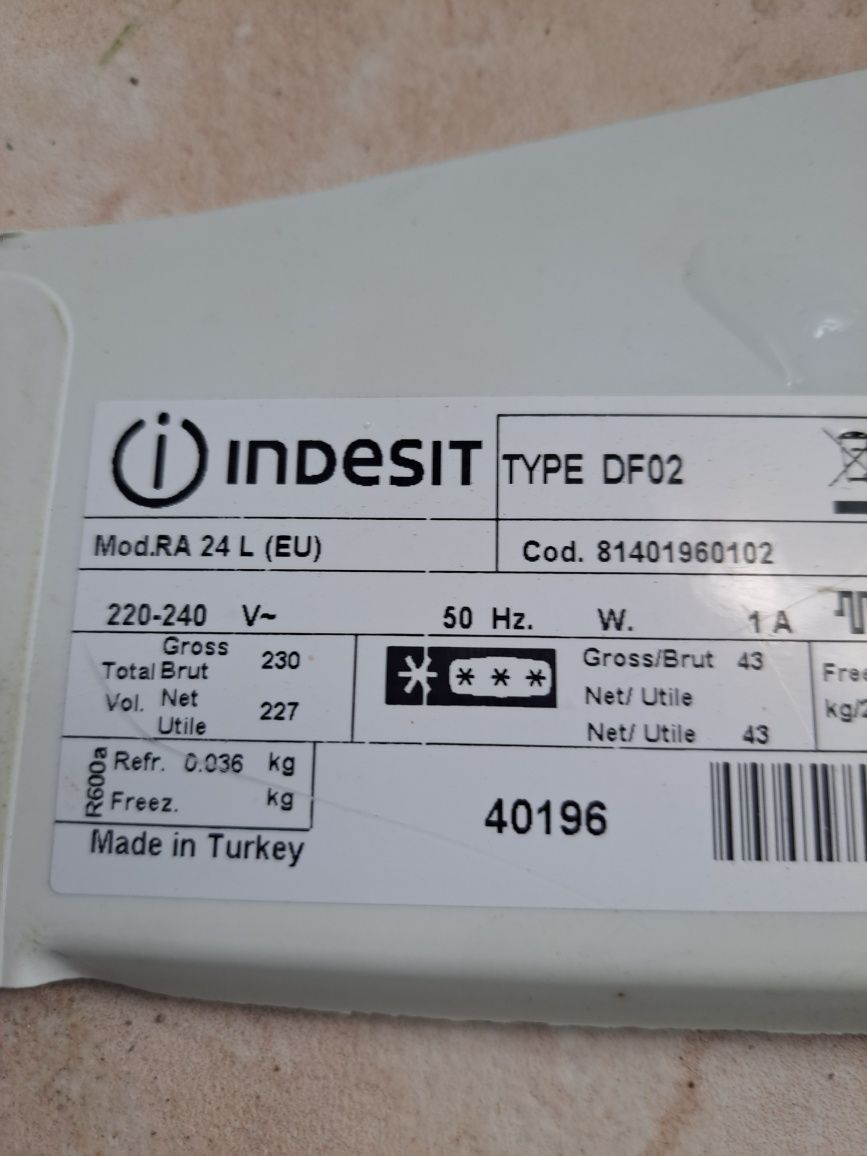 INDESIT
TYPE DF02
Mod.RA 24 L (EU)
Cod. 81401960102
220-240 V~ 50 Hz. W. 1 A
Total Vol.
Gross Brut 230
Net Utile 227
* ***
Gross/Brut 43
Net/ Utile
Net/ Utile 43
kg/2
R600a
Refr. 0.036 kg
Freez. kg
40196
Made in Turkey